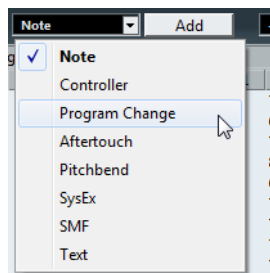 Note Add
Note
Controller
Program Change
Aftertouch
Pitchbend
SysEx
SMF
Text